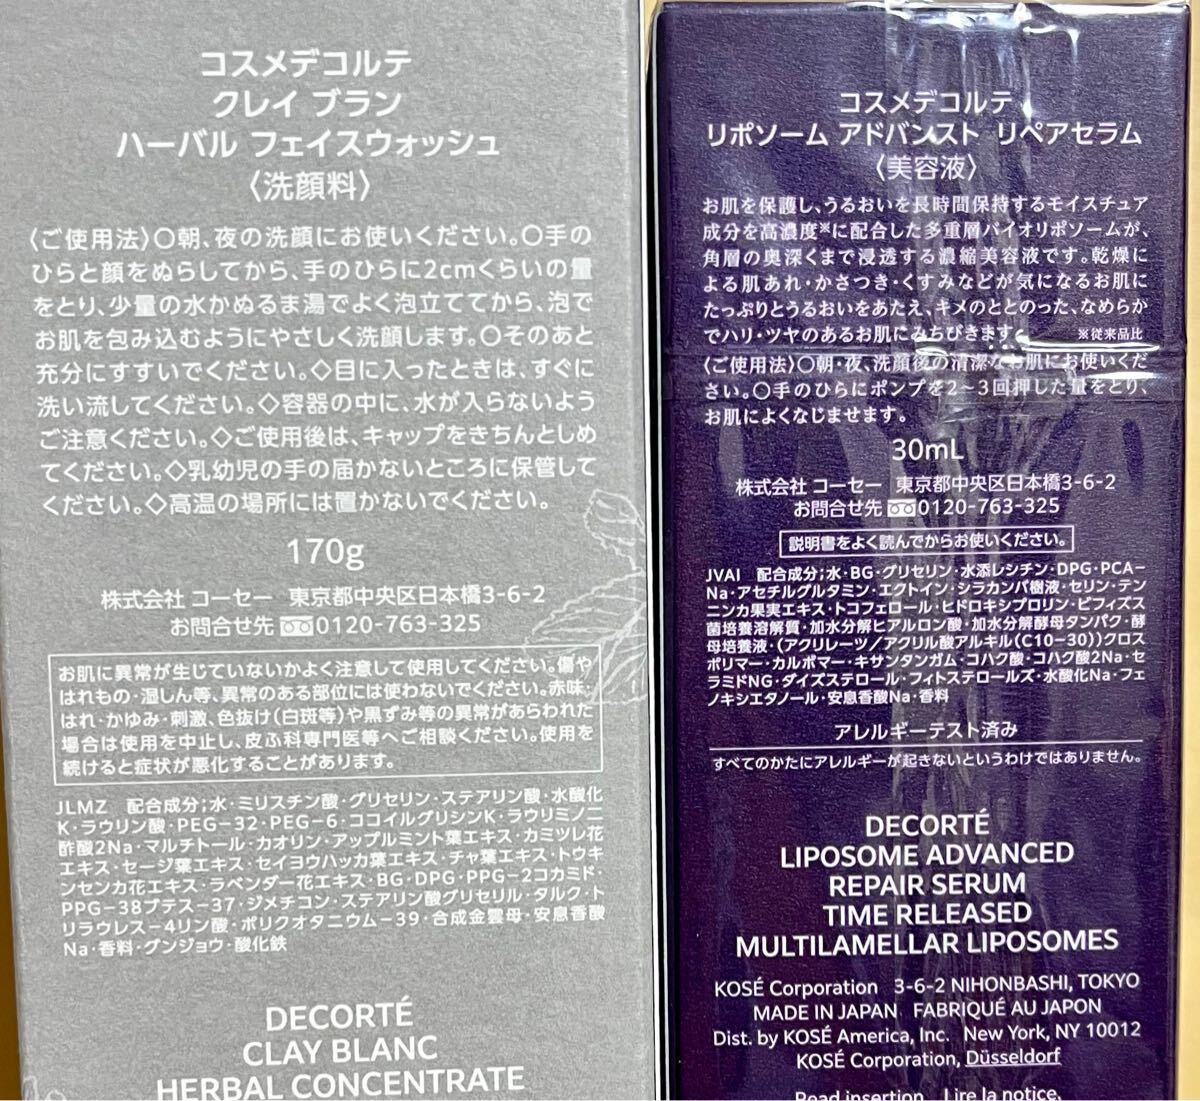 コスメデコルテ
クレイ ブラン
ハーバル フェイスウォッシュ
〈洗顔料〉
〈ご使用法〉○朝、夜の洗顔にお使いください。○手の
ひらと顔をぬらしてから、手のひらに2cmくらいの量
をとり、少量の水かぬるま湯でよく泡立ててから、泡で
お肌を包み込むようにやさしく洗顔します。○そのあと
充分にすすいでください。◇目に入ったときは、すぐに
洗い流してください。◇容器の中に、水が入らないよう
ご注意ください。◇ご使用後は、キャップをきちんとしめ
てください。◇乳幼児の手の届かないところに保管して
ください。◇高温の場所には置かないでください。
170g
株式会社 コーセー 東京都中央区日本橋3-6-2
お問合せ先 0120-763-325
お肌に異常が生じていないかよく注意して使用してください。傷や
はれもの・湿しん等、異常のある部位には使わないでください。赤味、
はれ・かゆみ・刺激、色抜け(白斑等)や黒ずみ等の異常があらわれた
場合は使用を中止し、皮ふ科専門医等へご相談ください。使用を
続けると症状が悪化することがあります。
JLMZ 配合成分;水・ミリスチン酸・グリセリン・ステアリン酸・水酸化
K・ラウリン酸・PEG-32・PEG-6・ココイルグリシンK・ラウリミノ二
酢酸2Na・マルチトール・カオリン・アップルミント葉エキス・カミツレ花
エキス・セージ葉エキス・セイヨウハッカ葉エキス・チャ葉エキス・トウキ
ンセンカ花エキス・ラベンダー花エキス・BG・DPG・PPG-2コカミド・
PPG-38ブテス-37・ジメチコン・ステアリン酸グリセリル・タルク・ト
リラウレス-4リン酸・ポリクオタニウム-39・合成金雲母・安息香酸
Na・香料・グンジョウ・酸化鉄
DECORTÉ
CLAY BLANC
HERBAL CONCENTRATE
コスメデコルテ
リポソーム アドバンスト リペアセラム
〈美容液〉
お肌を保護し、うるおいを長時間保持するモイスチュア
成分を高濃度※に配合した多重層バイオリポソームが、
角層の奥深くまで浸透する濃縮美容液です。乾燥に
よる肌あれ・かさつき・くすみなどが気になるお肌に
たっぷりとうるおいをあたえ、キメのととのった、なめらか
でハリ・ツヤのあるお肌にみちびきます。 ※従来品比
〈ご使用法〉○朝・夜、洗顔後の清潔なお肌にお使いくだ
さい。○手のひらにポンプを2〜3回押した量をとり、
お肌によくなじませます。
30mL
株式会社 コーセー 東京都中央区日本橋3-6-2
お問合せ先 0120-763-325
説明書をよく読んでからお使いください。
JVAI 配合成分;水・BG・グリセリン・水添レシチン・DPG・PCA-
Na・アセチルグルタミン・エクトイン・シラカンバ樹液・セリン・テン
ニンカ果実エキス・トコフェロール・ヒドロキシプロリン・ビフィズス
菌培養溶解質・加水分解ヒアルロン酸・加水分解酵母タンパク・酵
母培養液・(アクリレーツ/アクリル酸アルキル(C10-30))クロス
ポリマー・カルボマー・キサンタンガム・コハク酸・コハク酸2Na・セ
ラミドNG・ダイズステロール・フィトステロールズ・水酸化Na・フェ
ノキシエタノール・安息香酸Na・香料
アレルギーテスト済み
すべてのかたにアレルギーが起きないというわけではありません。
DECORTÉ
LIPOSOME ADVANCED
REPAIR SERUM
TIME RELEASED
MULTILAMELLAR LIPOSOMES
KOSÉ Corporation 3-6-2 NIHONBASHI, TOKYO
MADE IN JAPAN FABRIQUÉ AU JAPON
Dist. by KOSÉ America, Inc. New York, NY 10012
KOSÉ Corporation, Düsseldorf
Read insertion Lire la notice.